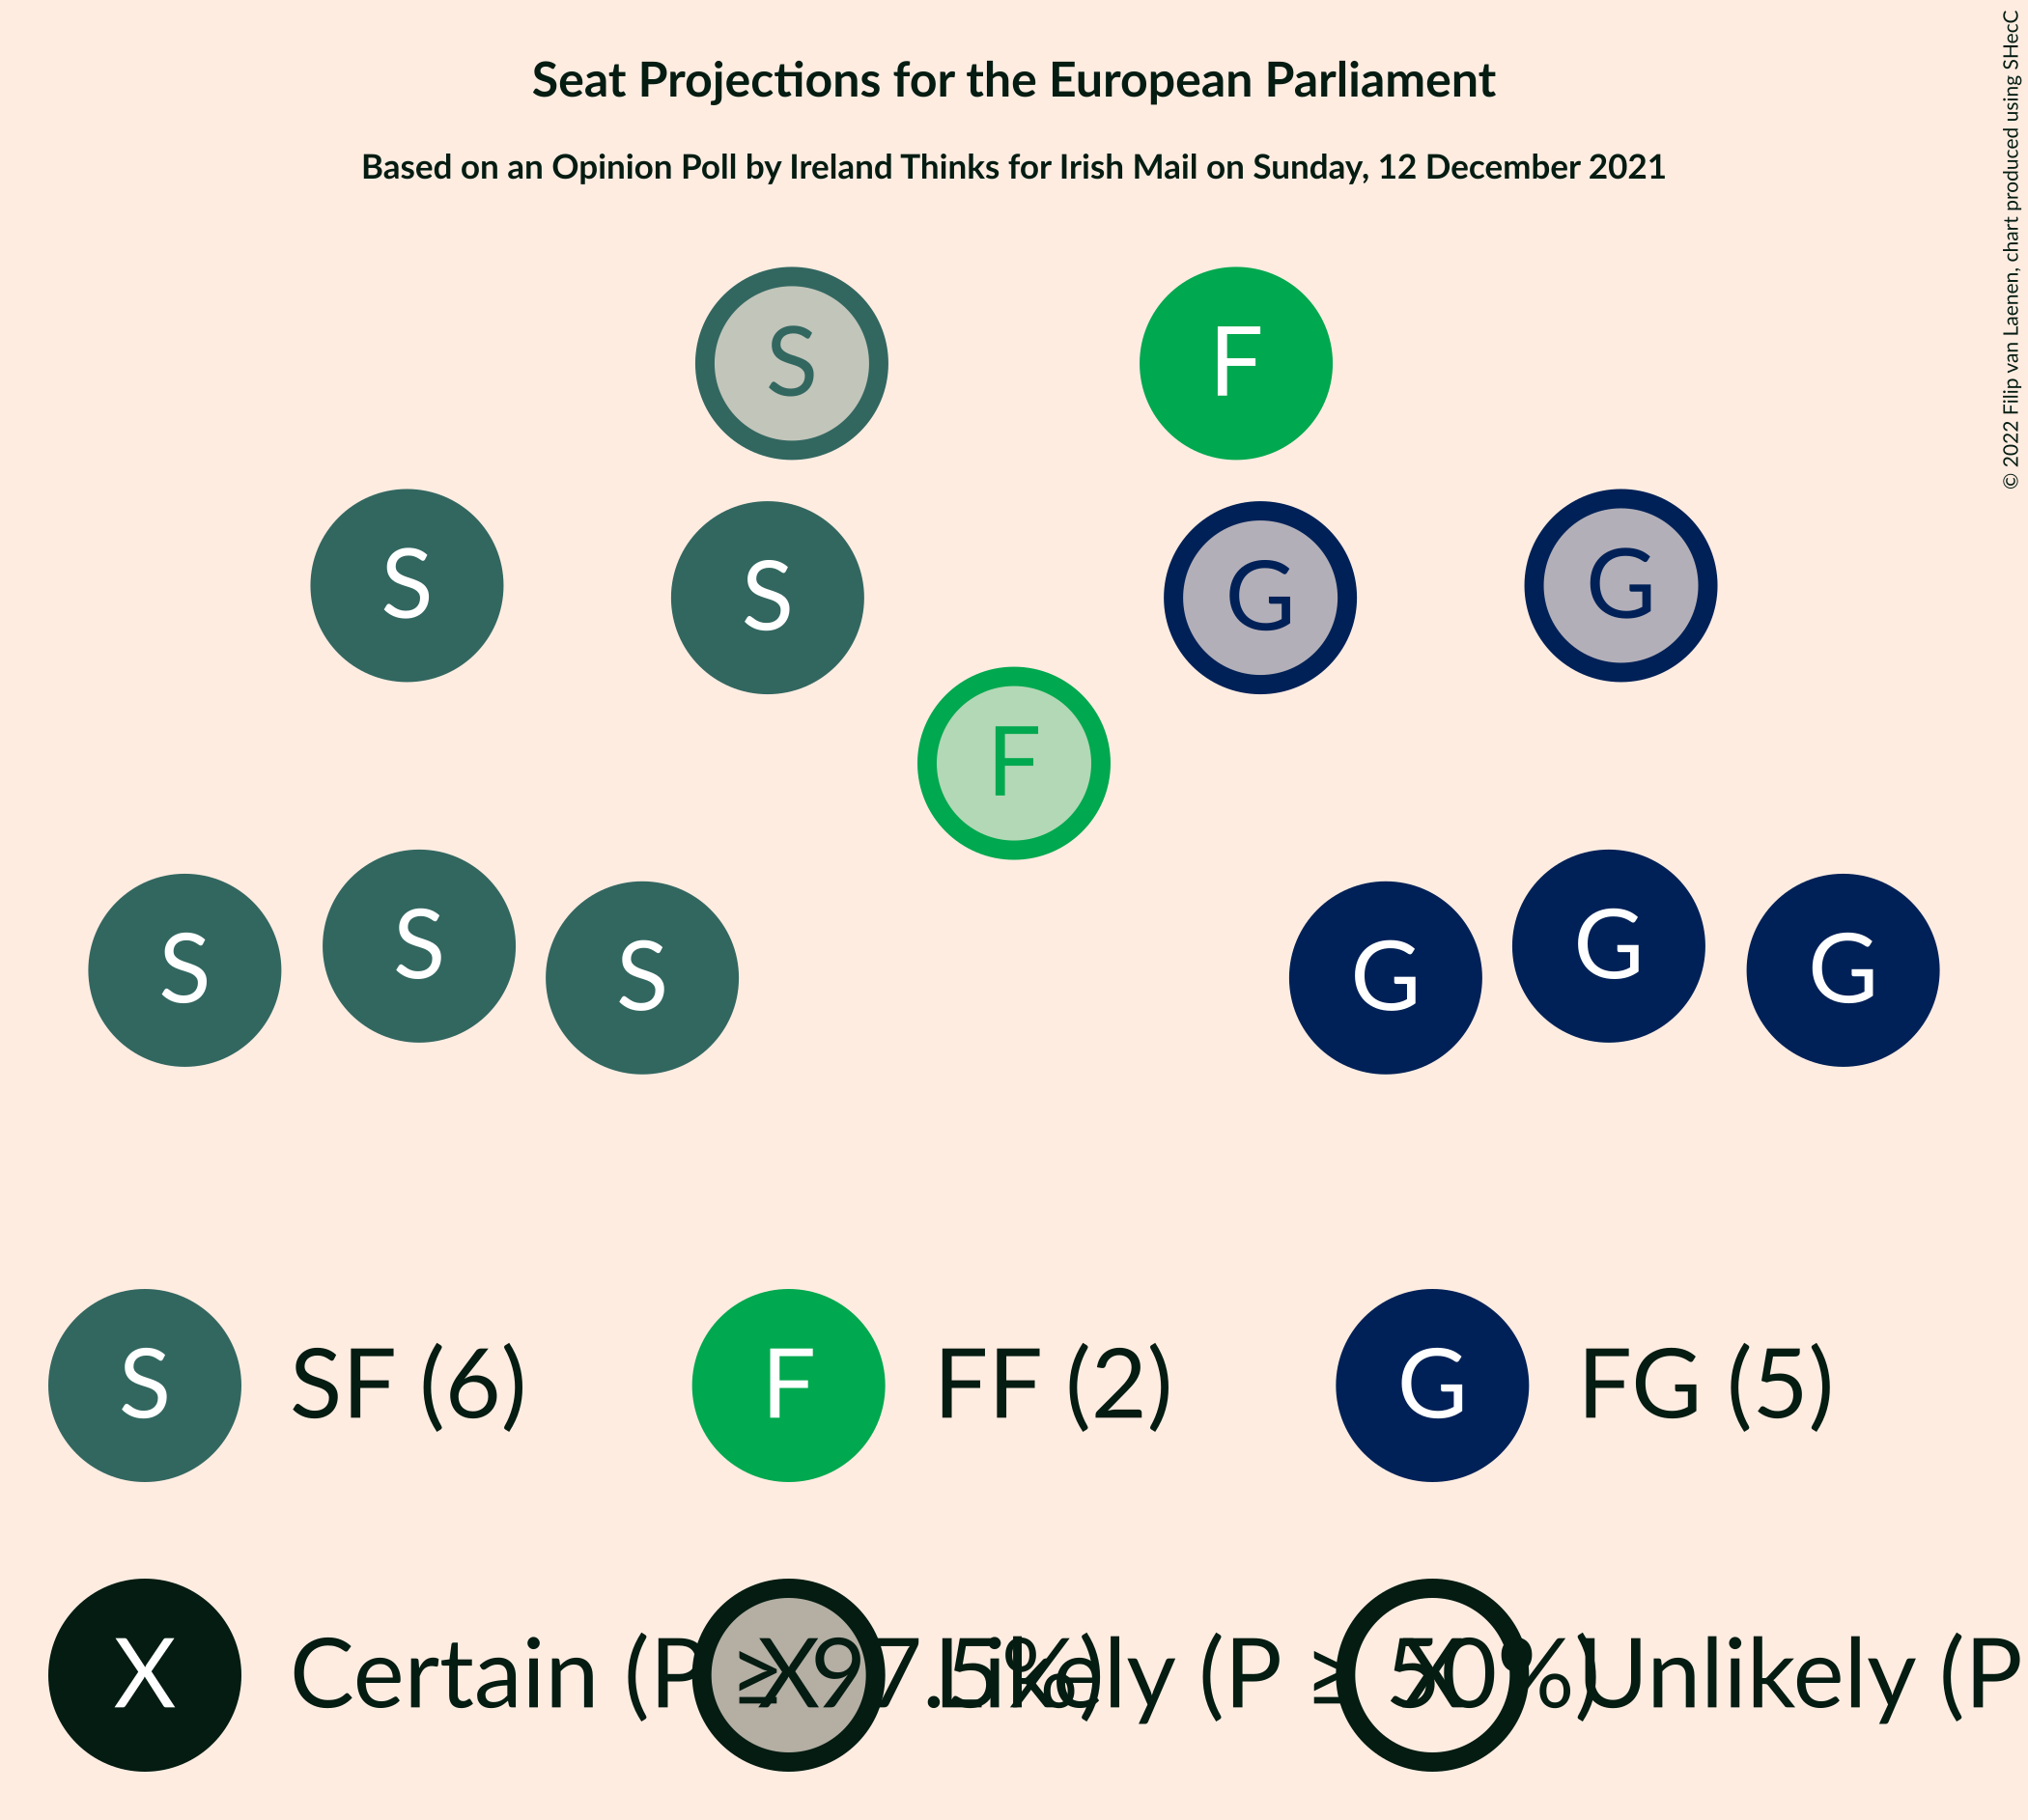 Seat Projections for the European Parliament
Based on an Opinion Poll by Ireland Thinks for Irish Mail on Sunday, 12 December 2021
© 2022 Filip van Laenen, chart produced using SHecC
S F
S S G G
F
S S S G G G
S SF (6) F FF (2) G FG (5)
X Certain (P ≥ 97.5%) X Likely (P ≥ 50%) X Unlikely (P